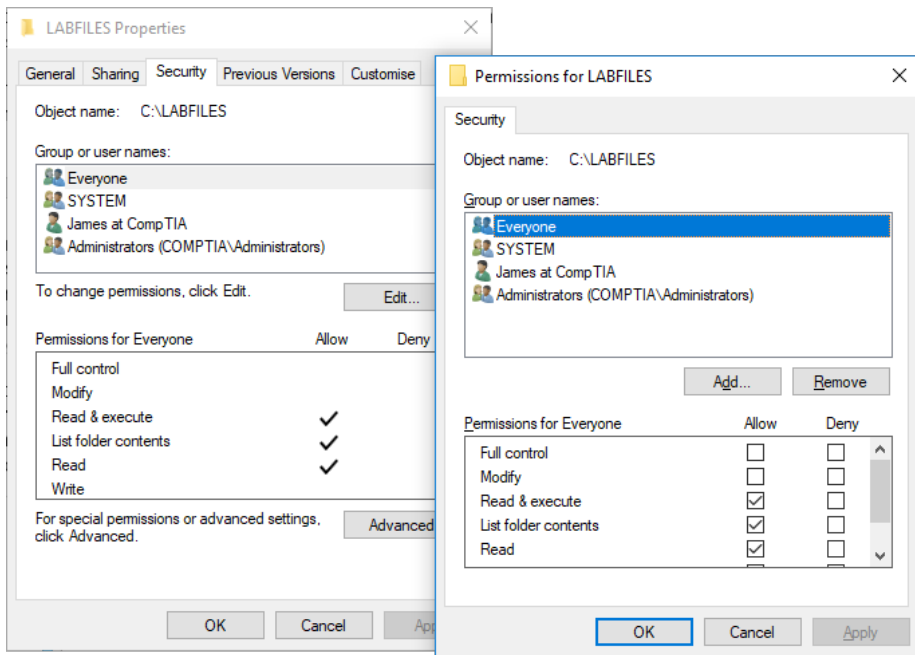 LABFILES Properties
General Sharing Security Previous Versions Customise
Object name: C:\LABFILES
Group or user names:
Everyone
SYSTEM
James at CompTIA
Administrators (COMPTIA\Administrators)
To change permissions, click Edit.
Edit...
Permissions for Everyone Allow Deny
Full control
Modify
Read & execute
List folder contents
Read
Write
For special permissions or advanced settings,
click Advanced.
Advanced
OK Cancel
Permissions for LABFILES
Security
Object name: C:\LABFILES
Group or user names:
Everyone
SYSTEM
James at CompTIA
Administrators (COMPTIA\Administrators)
Add... Remove
Permissions for Everyone Allow Deny
Full control
Modify
Read & execute
List folder contents
Read
OK Cancel Apply